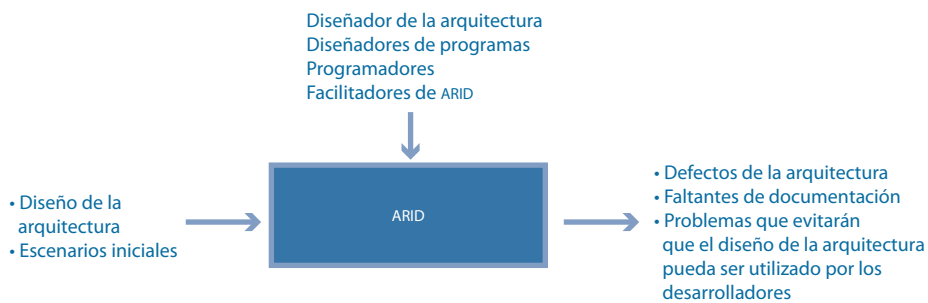 Diseñador de la arquitectura
Diseñadores de programas
Programadores
Facilitadores de ARID
• Diseño de la
arquitectura
• Escenarios iniciales
ARID
• Defectos de la arquitectura
• Faltantes de documentación
• Problemas que evitarán
que el diseño de la arquitectura
pueda ser utilizado por los
desarrolladores